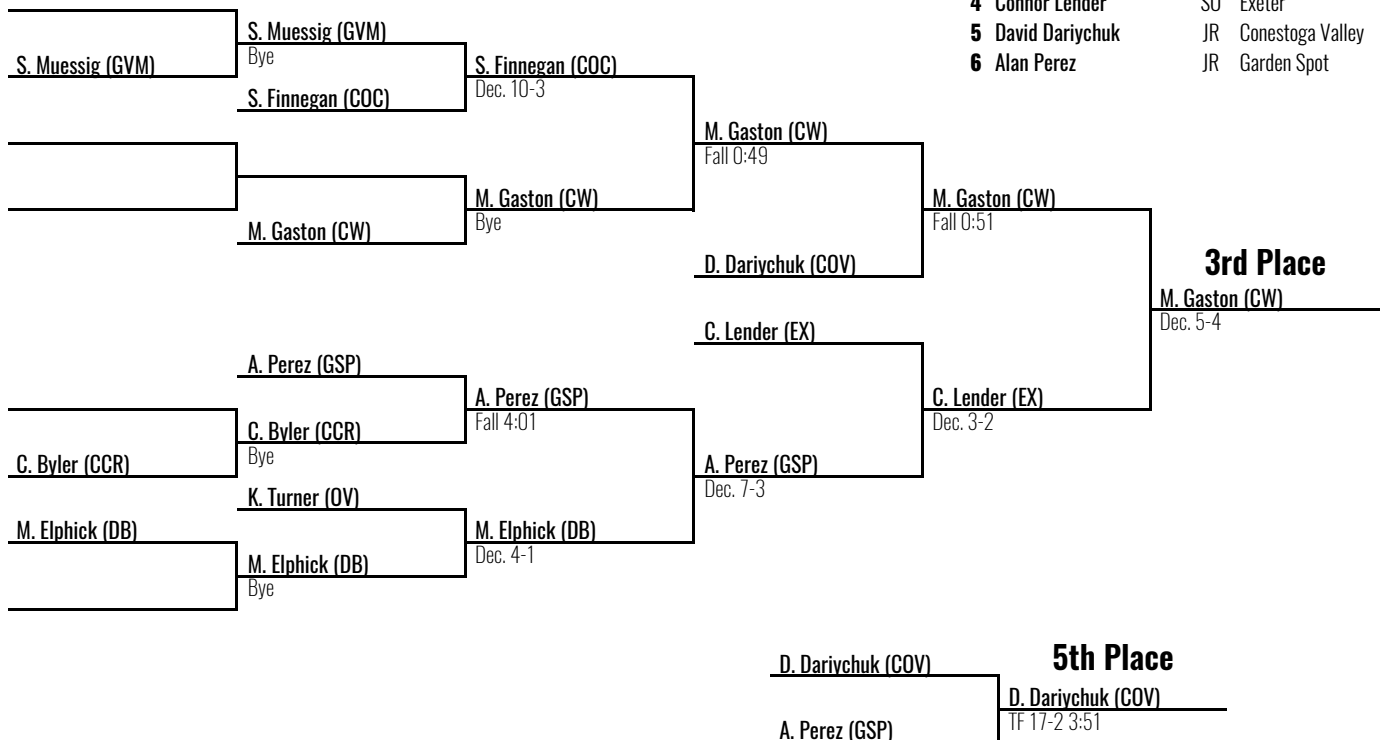 4 Connor Lender SO Exeter
5 David Dariychuk JR Conestoga Valley
6 Alan Perez JR Garden Spot
S. Muessig (GVM)
S. Muessig (GVM)
Bye
S. Finnegan (COC)
S. Finnegan (COC)
Dec. 10-3
M. Gaston (CW)
M. Gaston (CW)
Bye
M. Gaston (CW)
Fall 0:49
D. Dariychuk (COV)
M. Gaston (CW)
Fall 0:51
C. Lender (EX)
3rd Place
M. Gaston (CW)
Dec. 5-4
C. Byler (CCR)
A. Perez (GSP)
C. Byler (CCR)
Bye
A. Perez (GSP)
Fall 4:01
K. Turner (OV)
M. Elphick (DB)
M. Elphick (DB)
Bye
M. Elphick (DB)
Dec. 4-1
A. Perez (GSP)
Dec. 7-3
C. Lender (EX)
Dec. 3-2
5th Place
D. Dariychuk (COV)
D. Dariychuk (COV)
TF 17-2 3:51
A. Perez (GSP)